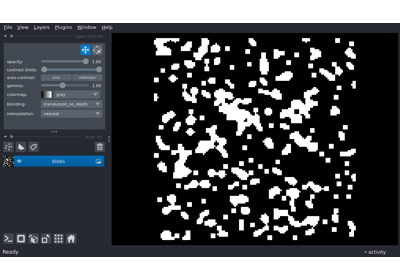 File View Layers Plugins Window Help
opacity: 1.00
contrast limits:
auto-contrast: once continuous
gamma: 1.00
colormap: gray
blending: translucent_no_depth
interpolation: nearest
blobs
Ready
activity